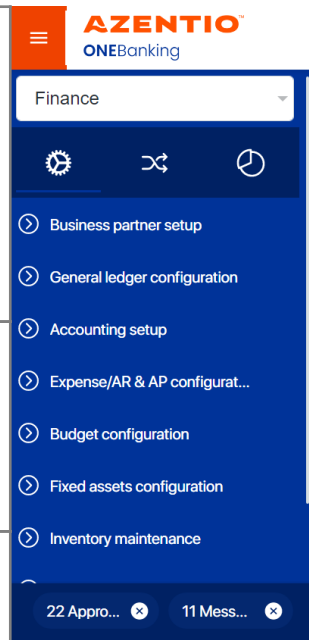 AZENTIO™
ONEBanking
Finance
Business partner setup
General ledger configuration
Accounting setup
Expense/AR & AP configurat...
Budget configuration
Fixed assets configuration
Inventory maintenance
22 Appro...
11 Mess...